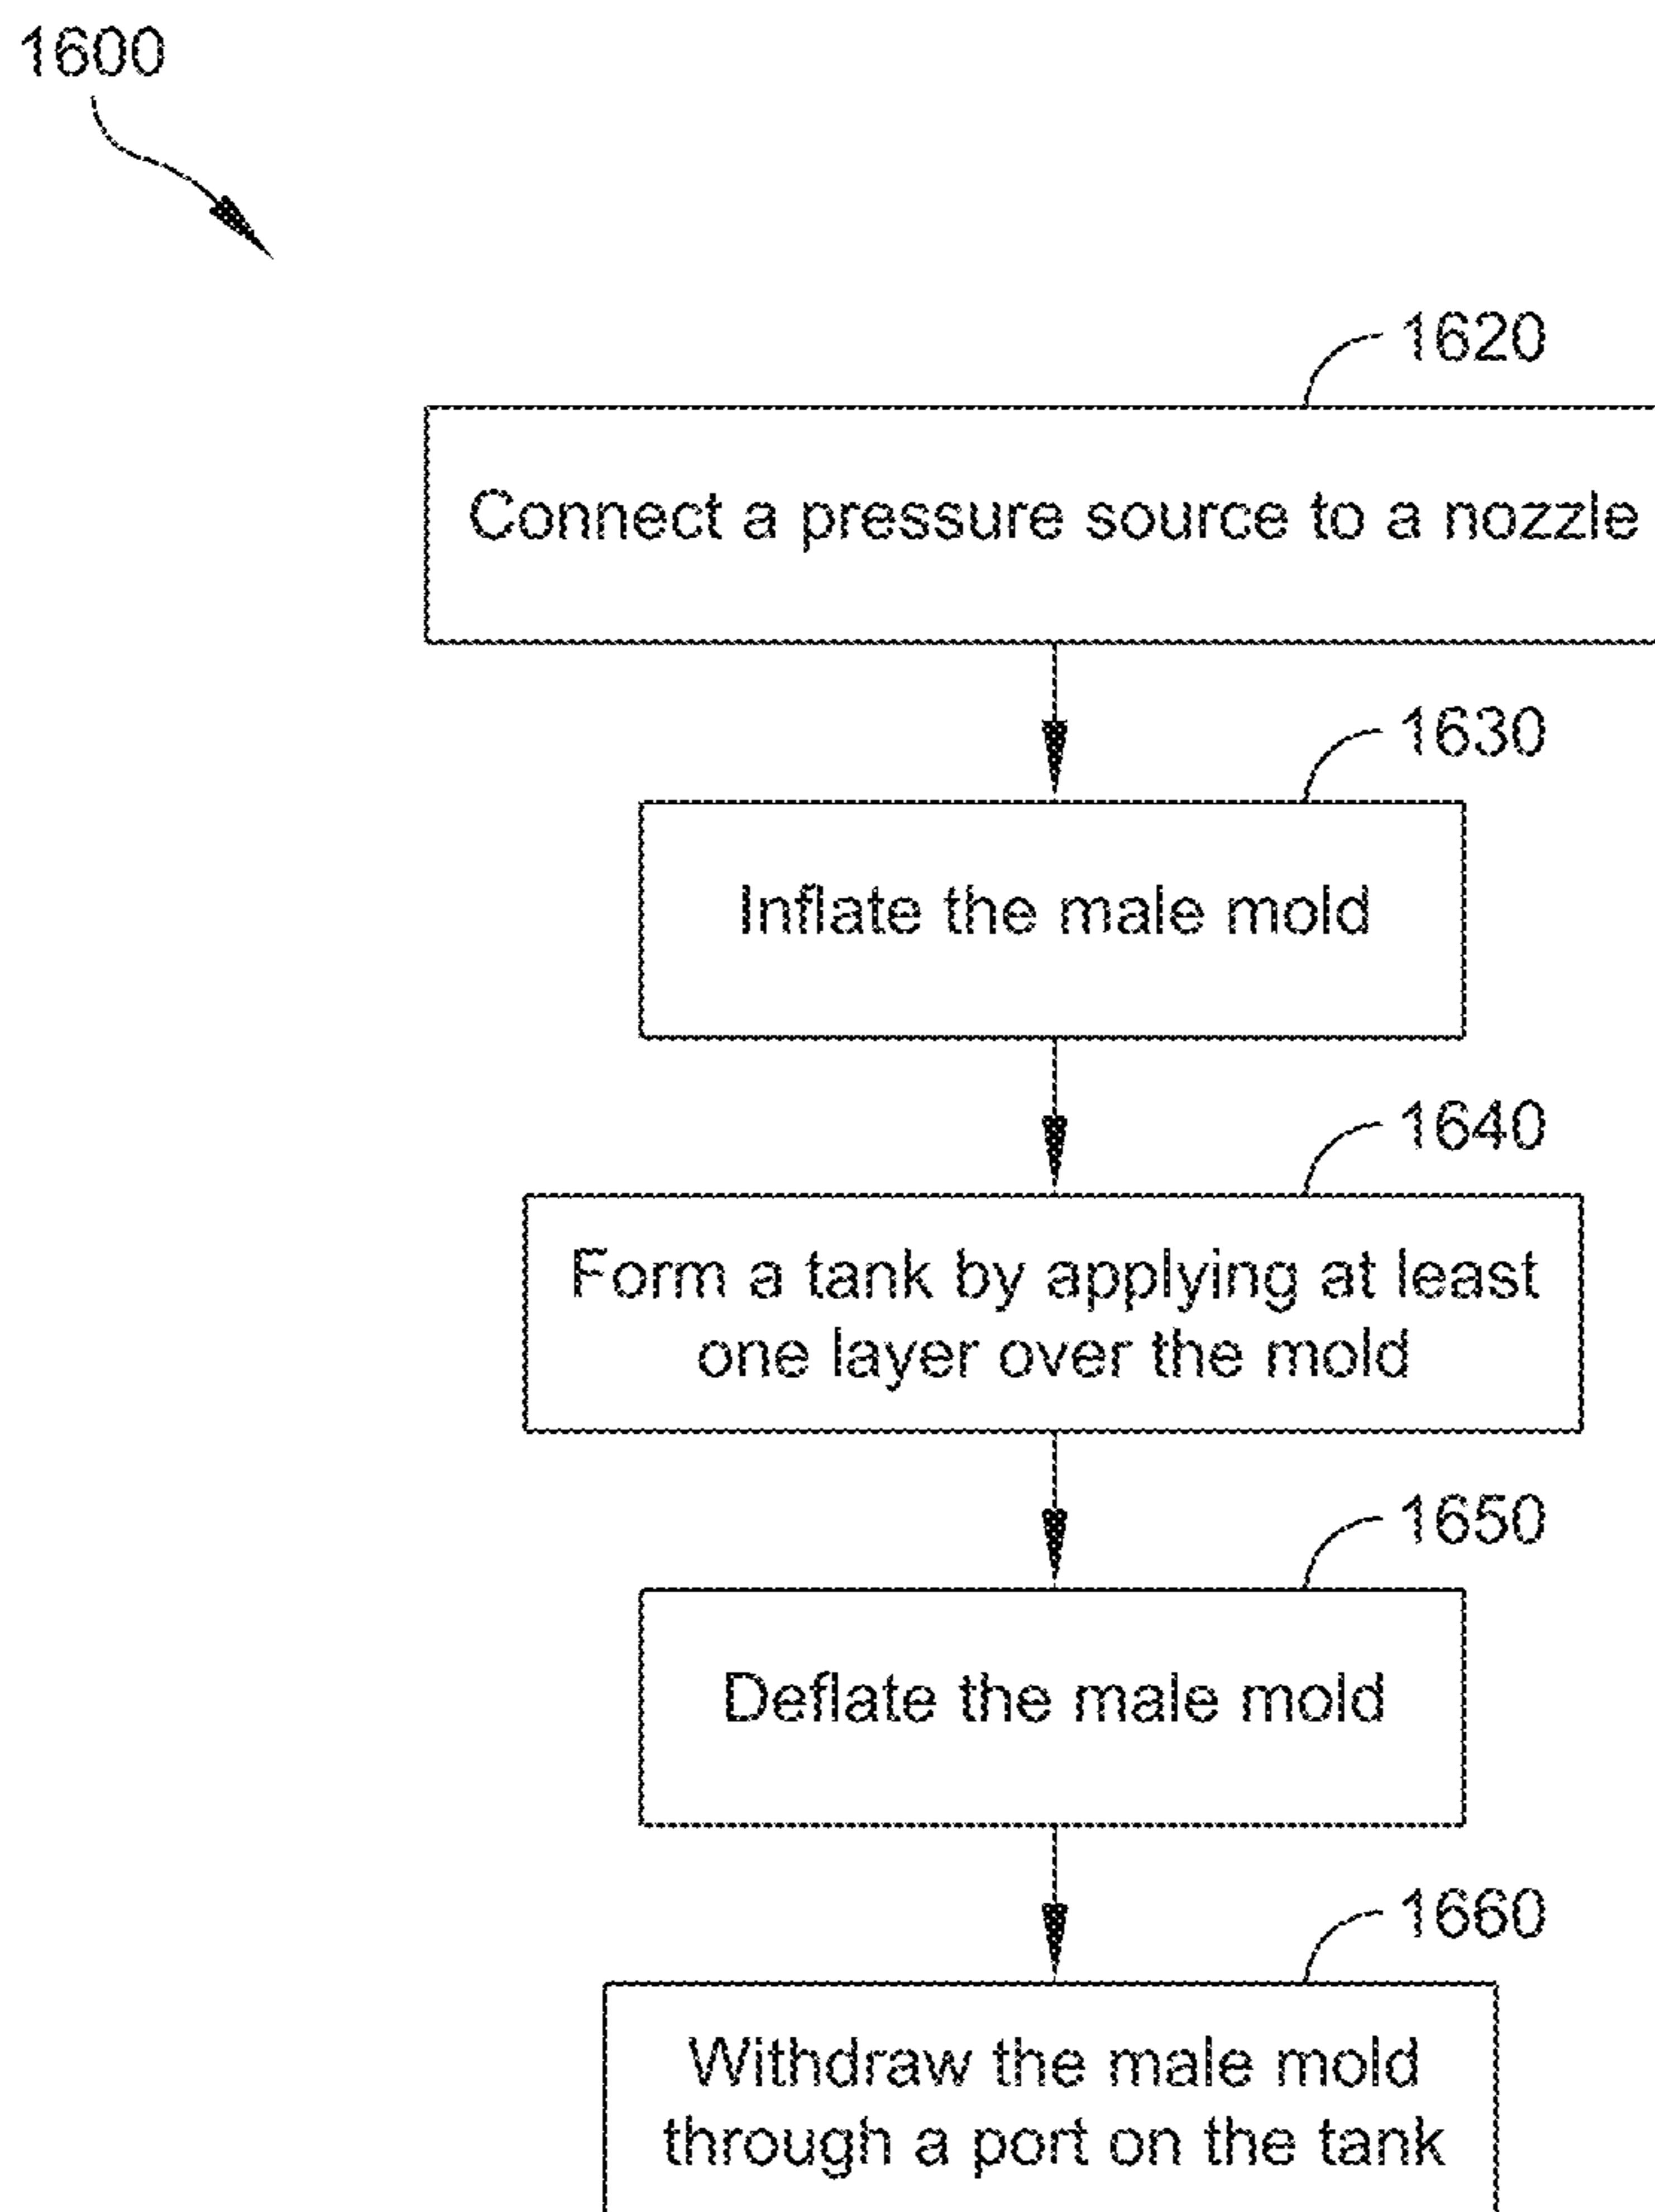 1600
1620
Connect a pressure source to a nozzle
1630
Inflate the male mold
1640
Form a tank by applying at least
one layer over the mold
1650
Deflate the male mold
1660
Withdraw the male mold
through a port on the tank